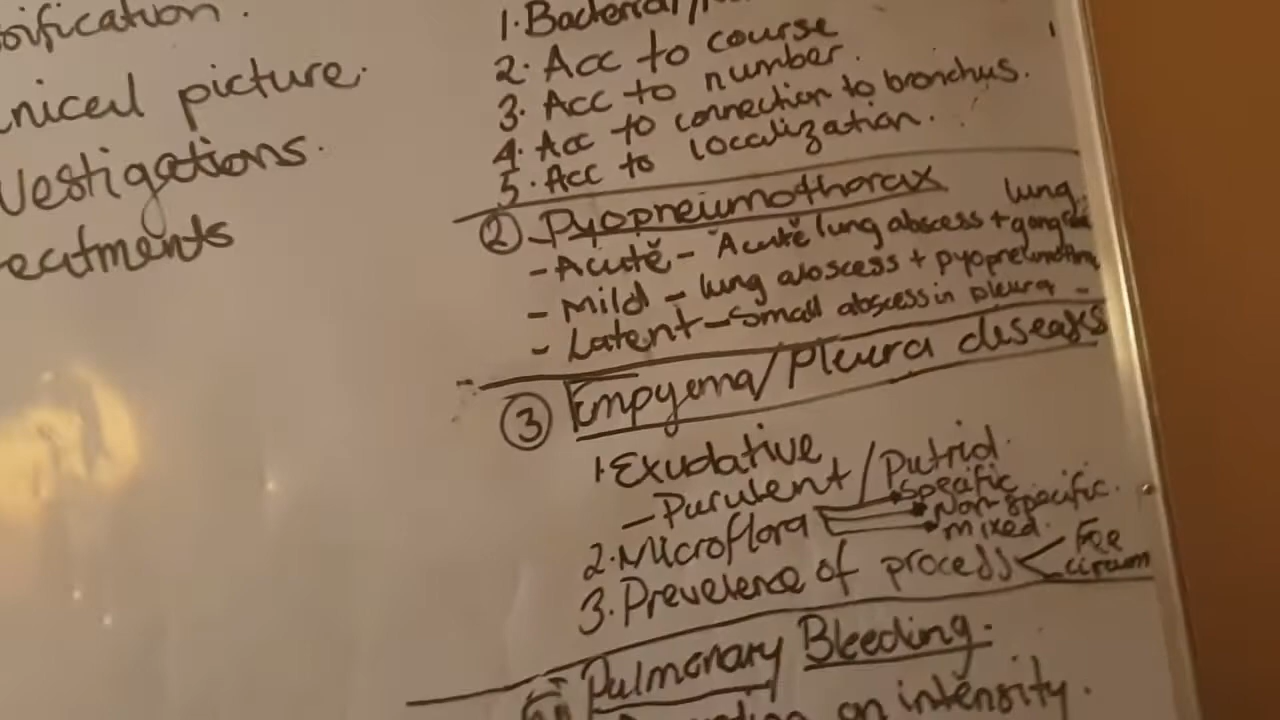 nical picture.
vestigations.
eatments
1. Bacterial/
2. Acc to course
3. Acc to number.
4. Acc to connection to bronchus.
5. Acc to localization.
② - Pyopneumothorax
- Acute - Acute lung abscess + lung
- Mild - lung abscess + pyopneumotho
- Latent - Small abscess in pleura -
③ Empyema/Pleura diseases
1. Exudative
- Purulent / Putrid.
2. Microflora specific
Non-specific.
mixed.
3. Prevelence of process
Pulmonary Bleeding.
on intensity.